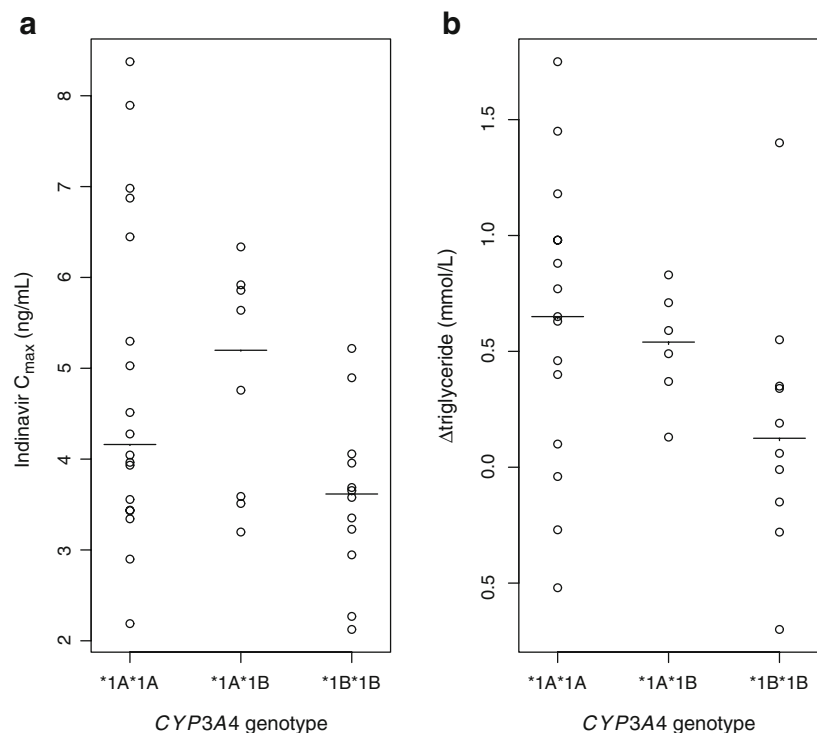 a
Indinavir Cmax (ng/mL)
8
7
6
5
4
3
2
*1A*1A
*1A*1B
*1B*1B
CYP3A4 genotype
b
Δtriglyceride (mmol/L)
1.5
1.0
0.5
0.0
0.5
*1A*1A
*1A*1B
*1B*1B
CYP3A4 genotype